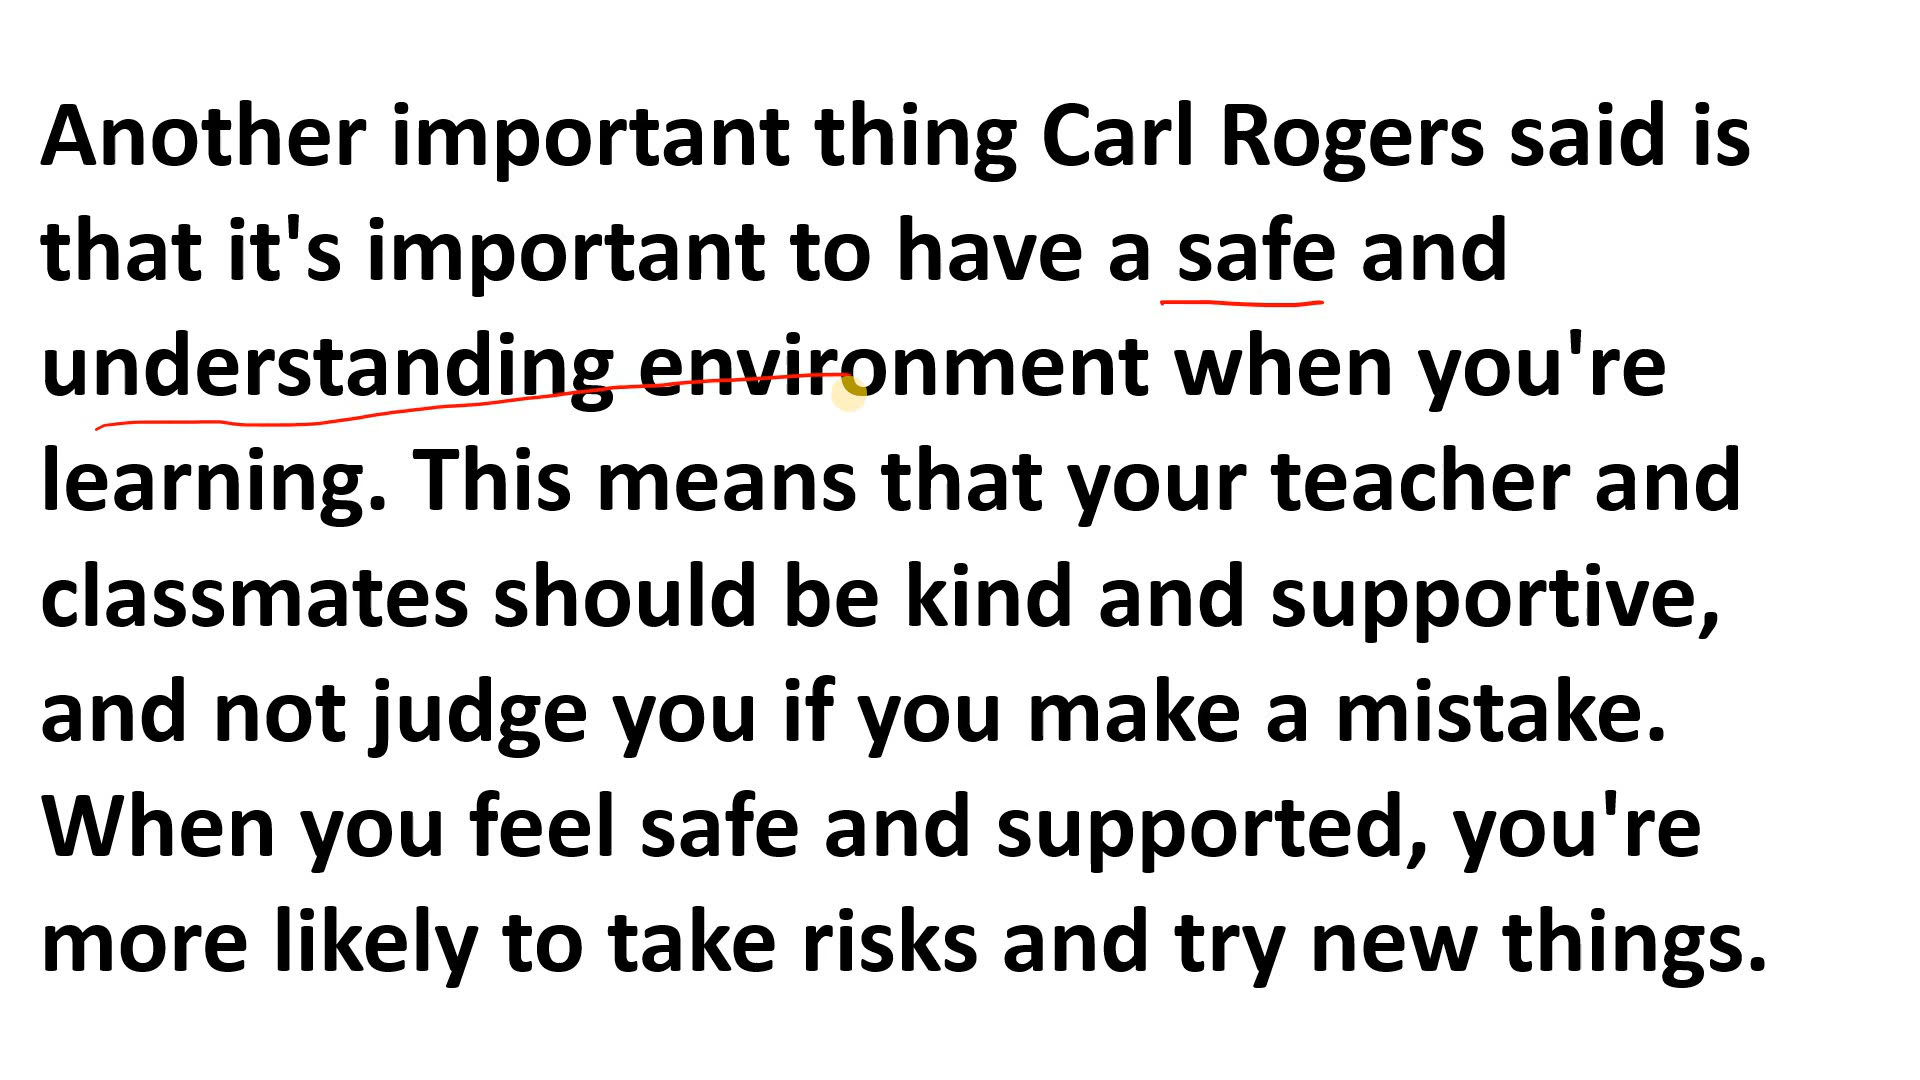 Another important thing Carl Rogers said is
that it's important to have a safe and
understanding environment when you're
learning. This means that your teacher and
classmates should be kind and supportive,
and not judge you if you make a mistake.
When you feel safe and supported, you're
more likely to take risks and try new things.